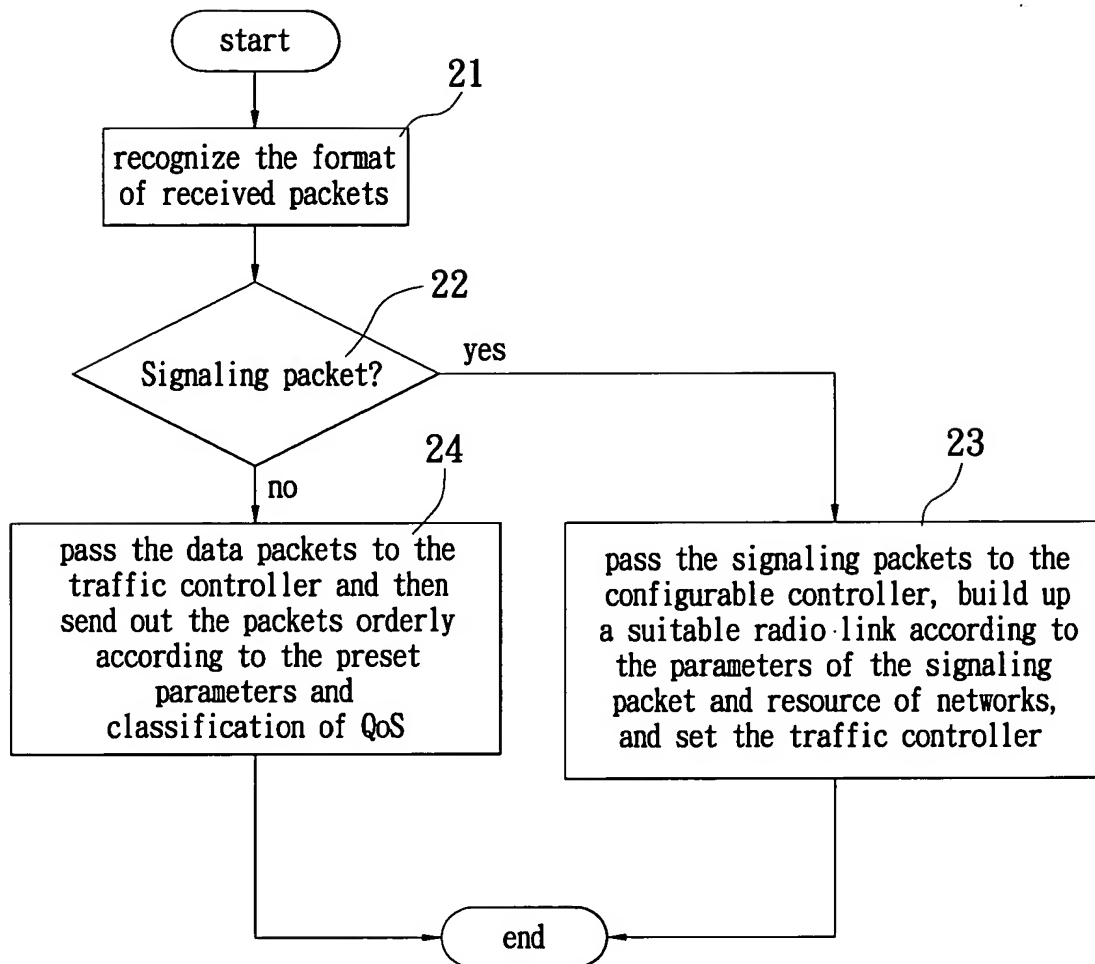 start
21
recognize the format
of received packets
22
Signaling packet?
yes
no
24
pass the data packets to the
traffic controller and then
send out the packets orderly
according to the preset
parameters and
classification of QoS
23
pass the signaling packets to the
configurable controller, build up
a suitable radio link according to
the parameters of the signaling
packet and resource of networks,
and set the traffic controller
end